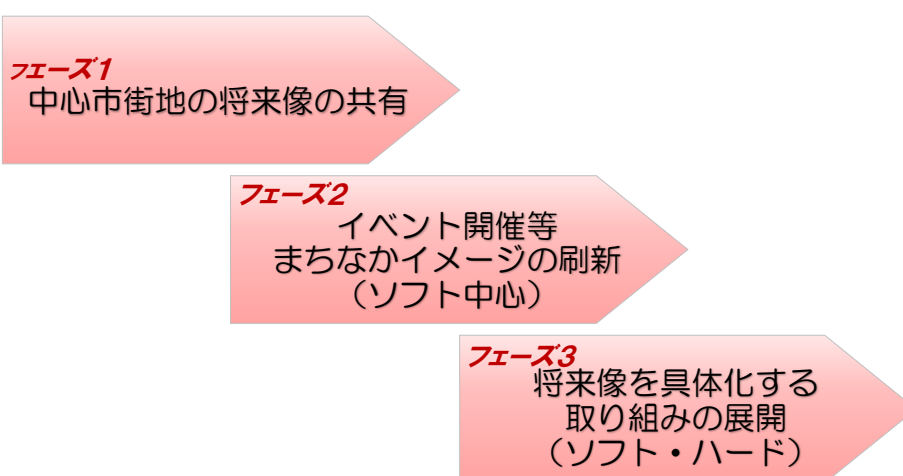 フェーズ1
中心市街地の将来像の共有
フェーズ2
イベント開催等
まちなかイメージの刷新
（ソフト中心）
フェーズ3
将来像を具体化する
取り組みの展開
（ソフト・ハード）